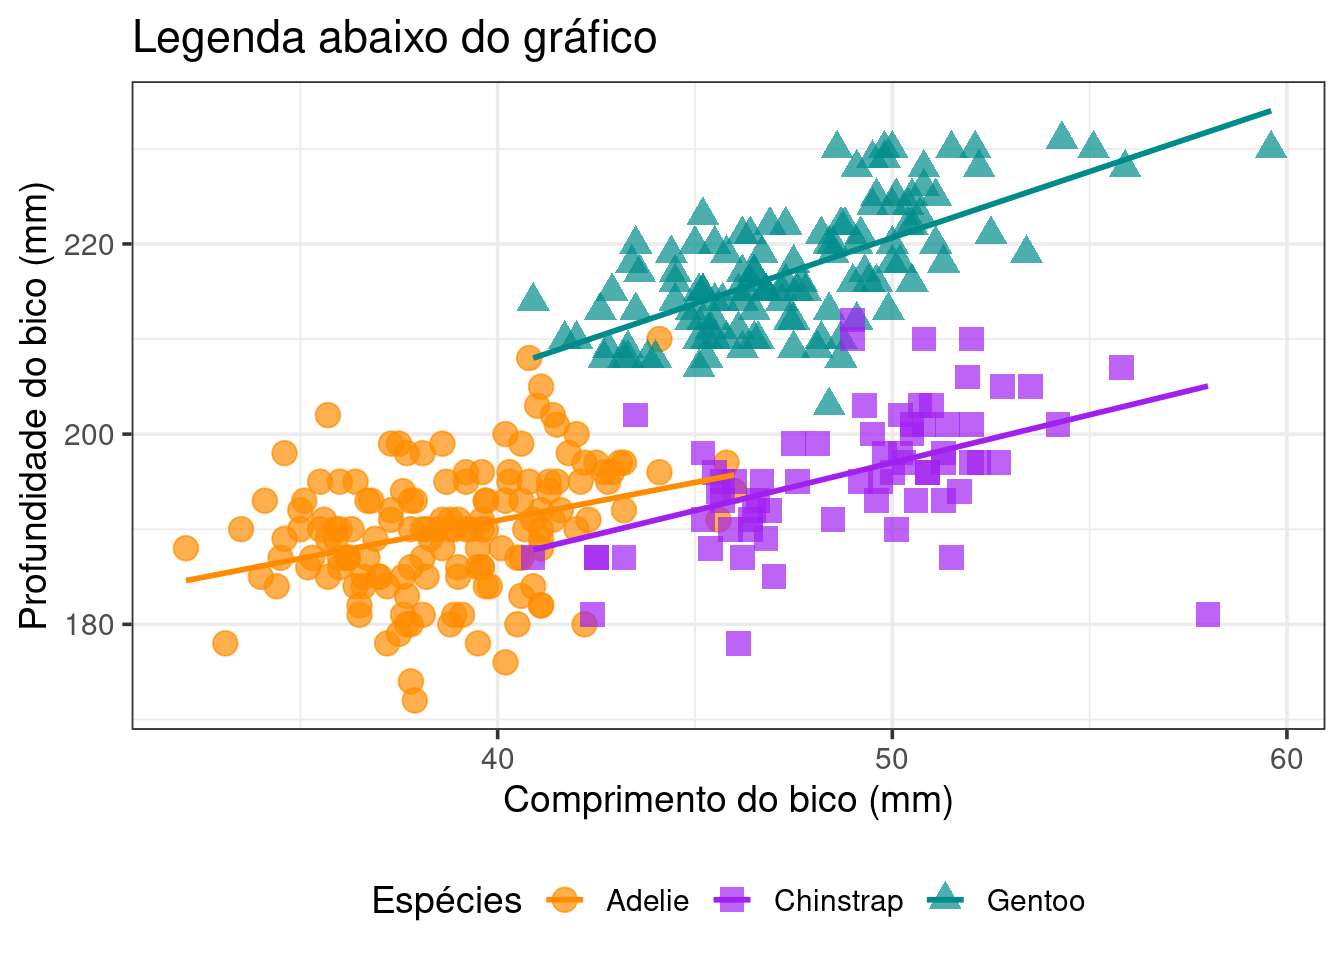 Legenda abaixo do gráfico
Profundidade do bico (mm)
220
200
180
40 50 60
Comprimento do bico (mm)
Espécies Adelie Chinstrap Gentoo